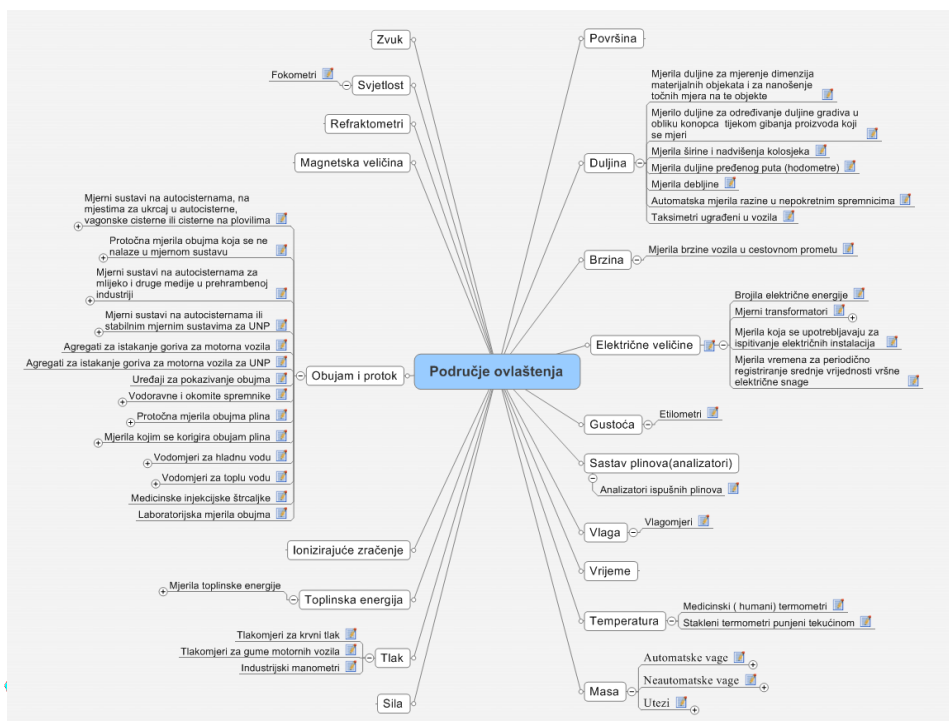 Područje ovlaštenja
Zvuk
Svjetlost
Fokometri
Refraktometri
Magnetska veličina
Obujam i protok
Mjerni sustavi na autocisternama, na
mjestima za ukrcaj u autocisterne,
vagonske cisterne ili cisterne na plovilima
Protočna mjerila obujma koja se ne
nalaze u mjernom sustavu
Mjerni sustavi na autocisternama za
mlijeko i druge medije u prehrambenoj
industriji
Mjerni sustavi na autocisternama ili
stabilnim mjernim sustavima za UNP
Agregati za istakanje goriva za motorna vozila
Agregati za istakanje goriva za motorna vozila za UNP
Uređaji za pokazivanje obujma
Vodoravne i okomite spremnike
Protočna mjerila obujma plina
Mjerila kojim se korigira obujam plina
Vodomjeri za hladnu vodu
Vodomjeri za toplu vodu
Medicinske injekcijske štrcaljke
Laboratorijska mjerila obujma
Ionizirajuće zračenje
Toplinska energija
Mjerila toplinske energije
Tlak
Tlakomjeri za krvni tlak
Tlakomjeri za gume motornih vozila
Industrijski manometri
Sila
Površina
Duljina
Mjerila duljine za mjerenje dimenzija
materijalnih objekata i za nanošenje
točnih mjera na te objekte
Mjerilo duljine za određivanje duljine gradiva u
obliku konopca tijekom gibanja proizvoda koji
se mjeri
Mjerila širine i nadvišenja kolosjeka
Mjerila duljine pređenog puta (hodometre)
Mjerila debljine
Automatska mjerila razine u nepokretnim spremnicima
Taksimetri ugrađeni u vozila
Brzina
Mjerila brzine vozila u cestovnom prometu
Električne veličine
Brojila električne energije
Mjerni transformatori
Mjerila koja se upotrebljavaju za
ispitivanje električnih instalacija
Mjerila vremena za periodično
registriranje srednje vrijednosti vršne
električne snage
Gustoća
Etilometri
Sastav plinova(analizatori)
Analizatori ispušnih plinova
Vlaga
Vlagomjeri
Vrijeme
Temperatura
Medicinski ( humani) termometri
Stakleni termometri punjeni tekućinom
Masa
Automatske vage
Neautomatske vage
Utezi